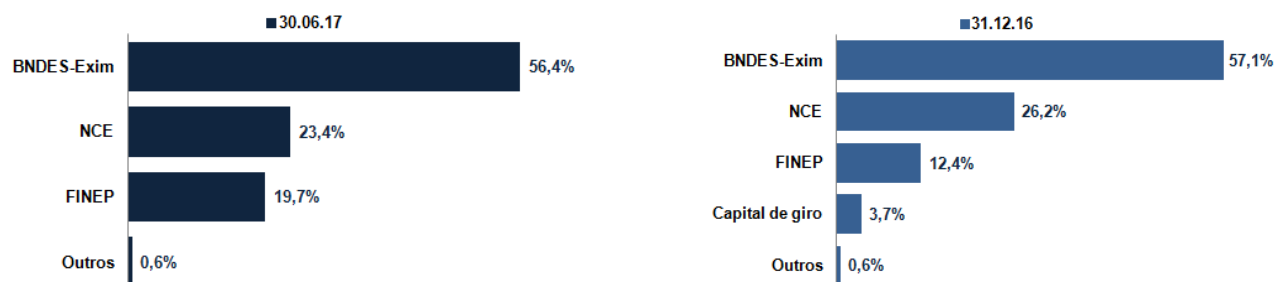 30.06.17
BNDES-Exim 56,4%
NCE 23,4%
FINEP 19,7%
Outros 0,6%
31.12.16
BNDES-Exim 57,1%
NCE 26,2%
FINEP 12,4%
Capital de giro 3,7%
Outros 0,6%